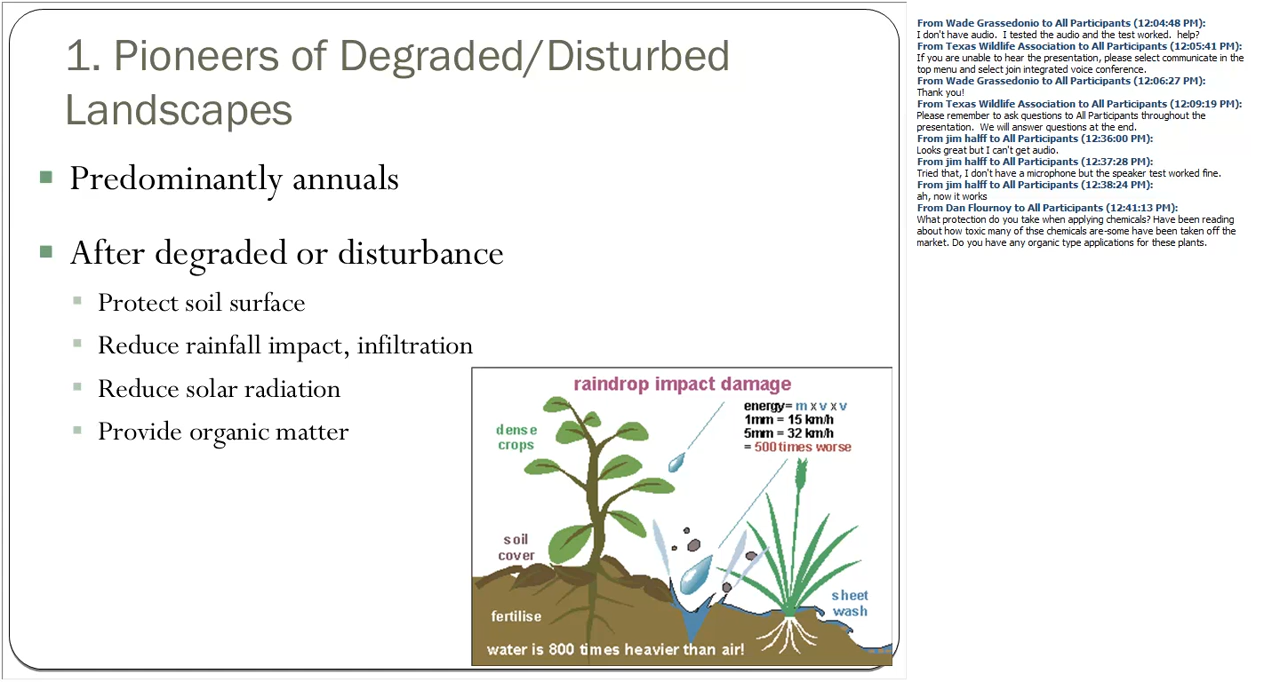 1. Pioneers of Degraded/Disturbed
Landscapes
Predominantly annuals
After degraded or disturbance
Protect soil surface
Reduce rainfall impact, infiltration
Reduce solar radiation
Provide organic matter
raindrop impact damage
energy= m x v x v
1mm = 15 km/h
5mm = 32 km/h
= 500 times worse
dense
crops
soil
cover
fertilise
sheet
wash
water is 800 times heavier than air!
From Wade Grassedonio to All Participants (12:04:48 PM):
I don't have audio.  I tested the audio and the test worked.  help?
From Texas Wildlife Association to All Participants (12:05:41 PM):
If you are unable to hear the presentation, please select communicate in the
top menu and select join integrated voice conference.
From Wade Grassedonio to All Participants (12:06:27 PM):
Thank you!
From Texas Wildlife Association to All Participants (12:09:19 PM):
Please remember to ask questions to All Participants throughout the
presentation.  We will answer questions at the end.
From jim halff to All Participants (12:36:00 PM):
Looks great but I can't get audio.
From jim halff to All Participants (12:37:28 PM):
Tried that, I don't have a microphone but the speaker test worked fine.
From jim halff to All Participants (12:38:24 PM):
ah, now it works
From Dan Flournoy to All Participants (12:41:13 PM):
What protection do you take when applying chemicals? Have been reading
about how toxic many of thse chemicals are-some have been taken off the
market. Do you have any organic type applications for these plants.